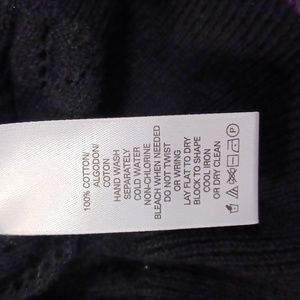 100% COTTON/
ALGODON/
COTON
HAND WASH
SEPARATELY
COLD WATER
NON-CHLORINE
BLEACH WHEN NEEDED
DO NOT TWIST
OR WRING
LAY FLAT TO DRY
BLOCK TO SHAPE
COOL IRON
OR DRY CLEAN
P